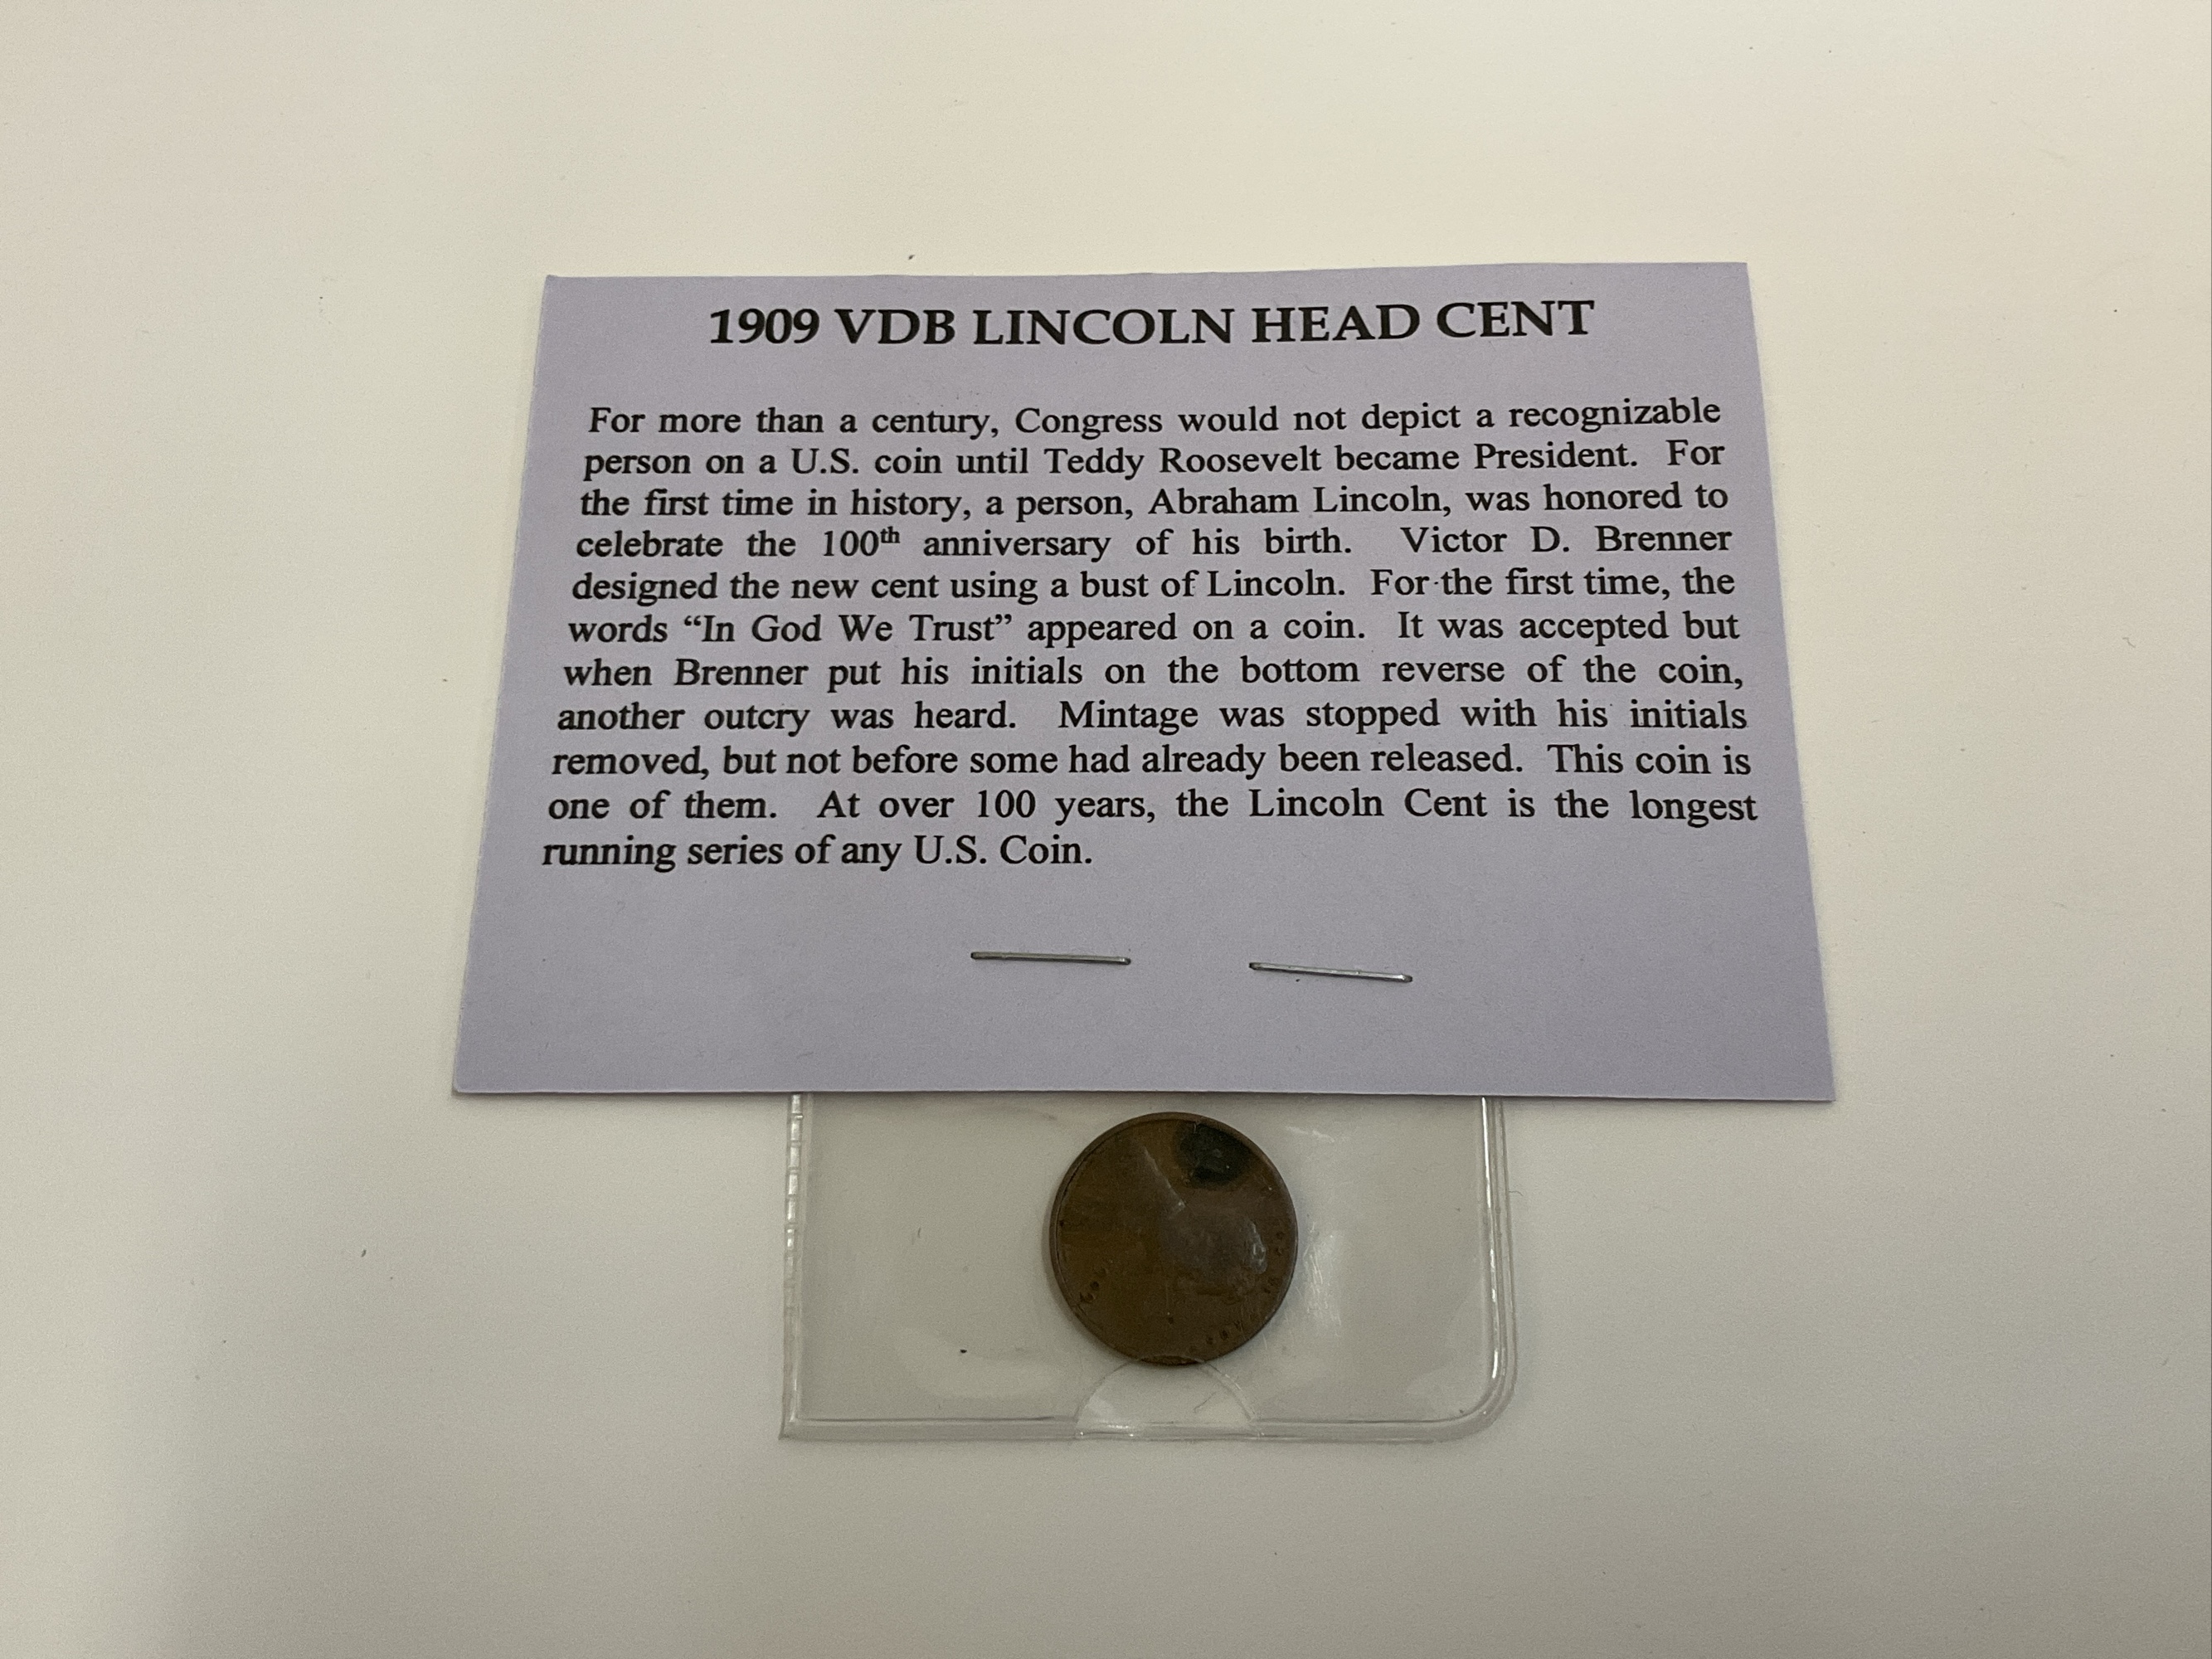 1909 VDB LINCOLN HEAD CENT
For more than a century, Congress would not depict a recognizable
person on a U.S. coin until Teddy Roosevelt became President. For
the first time in history, a person, Abraham Lincoln, was honored to
celebrate the 100th anniversary of his birth. Victor D. Brenner
designed the new cent using a bust of Lincoln. For the first time, the
words “In God We Trust” appeared on a coin. It was accepted but
when Brenner put his initials on the bottom reverse of the coin,
another outcry was heard. Mintage was stopped with his initials
removed, but not before some had already been released. This coin is
one of them. At over 100 years, the Lincoln Cent is the longest
running series of any U.S. Coin.